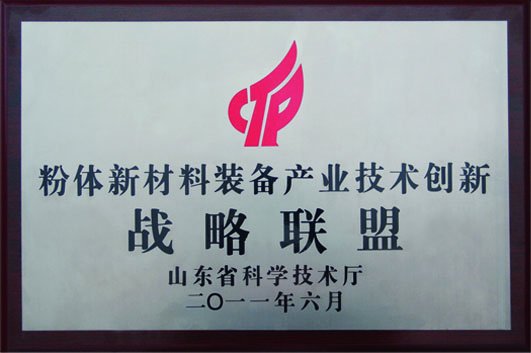 CTP
粉体新材料装备产业技术创新
战略联盟
山东省科学技术厅
二〇一一年六月